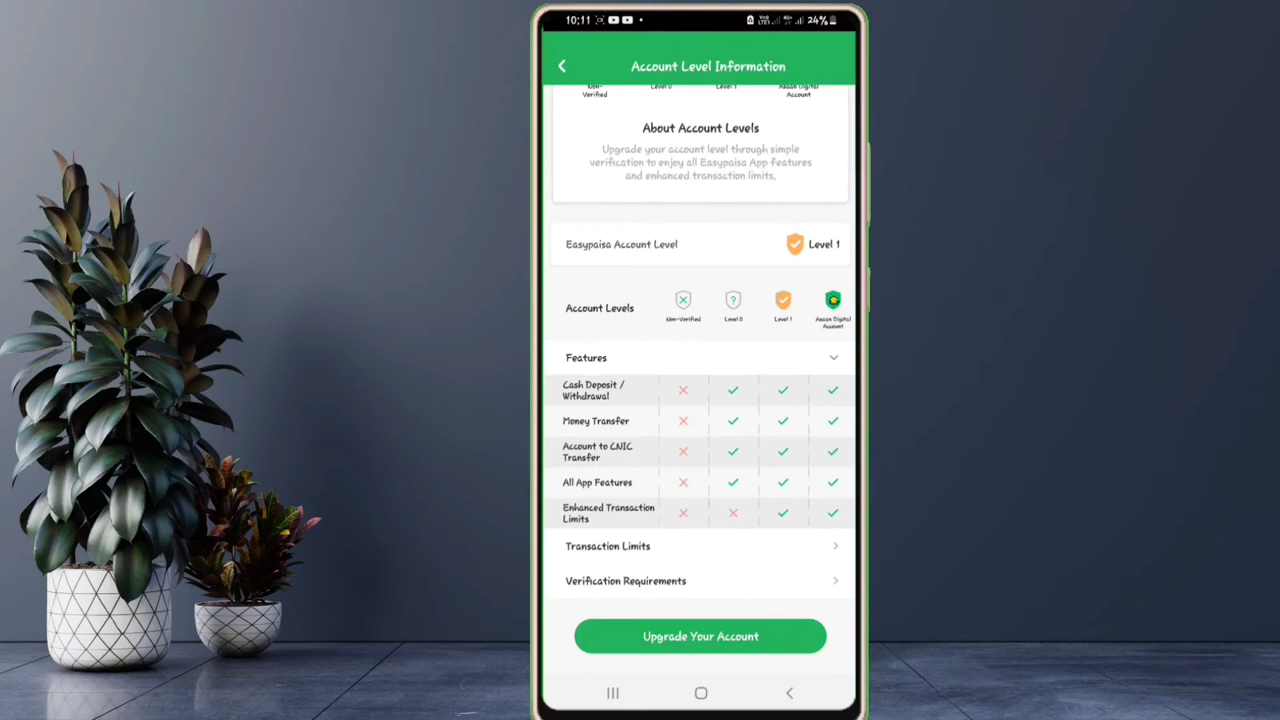 10:11
24%
Account Level Information
Non-
Verified
Level 0
Level 1
Asaan Digital
Account
About Account Levels
Upgrade your account level through simple
verification to enjoy all Easypaisa App features
and enhanced transaction limits.
Easypaisa Account Level
Level 1
Account Levels
Non-Verified
Level 0
Level 1
Asaan Digital
Account
Features
Cash Deposit /
Withdrawal
Money Transfer
Account to CNIC
Transfer
All App Features
Enhanced Transaction
Limits
Transaction Limits
Verification Requirements
Upgrade Your Account